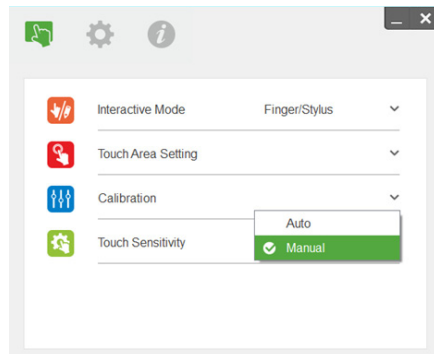 Interactive Mode Finger/Stylus
Touch Area Setting
Calibration
Auto
Touch Sensitivity Manual